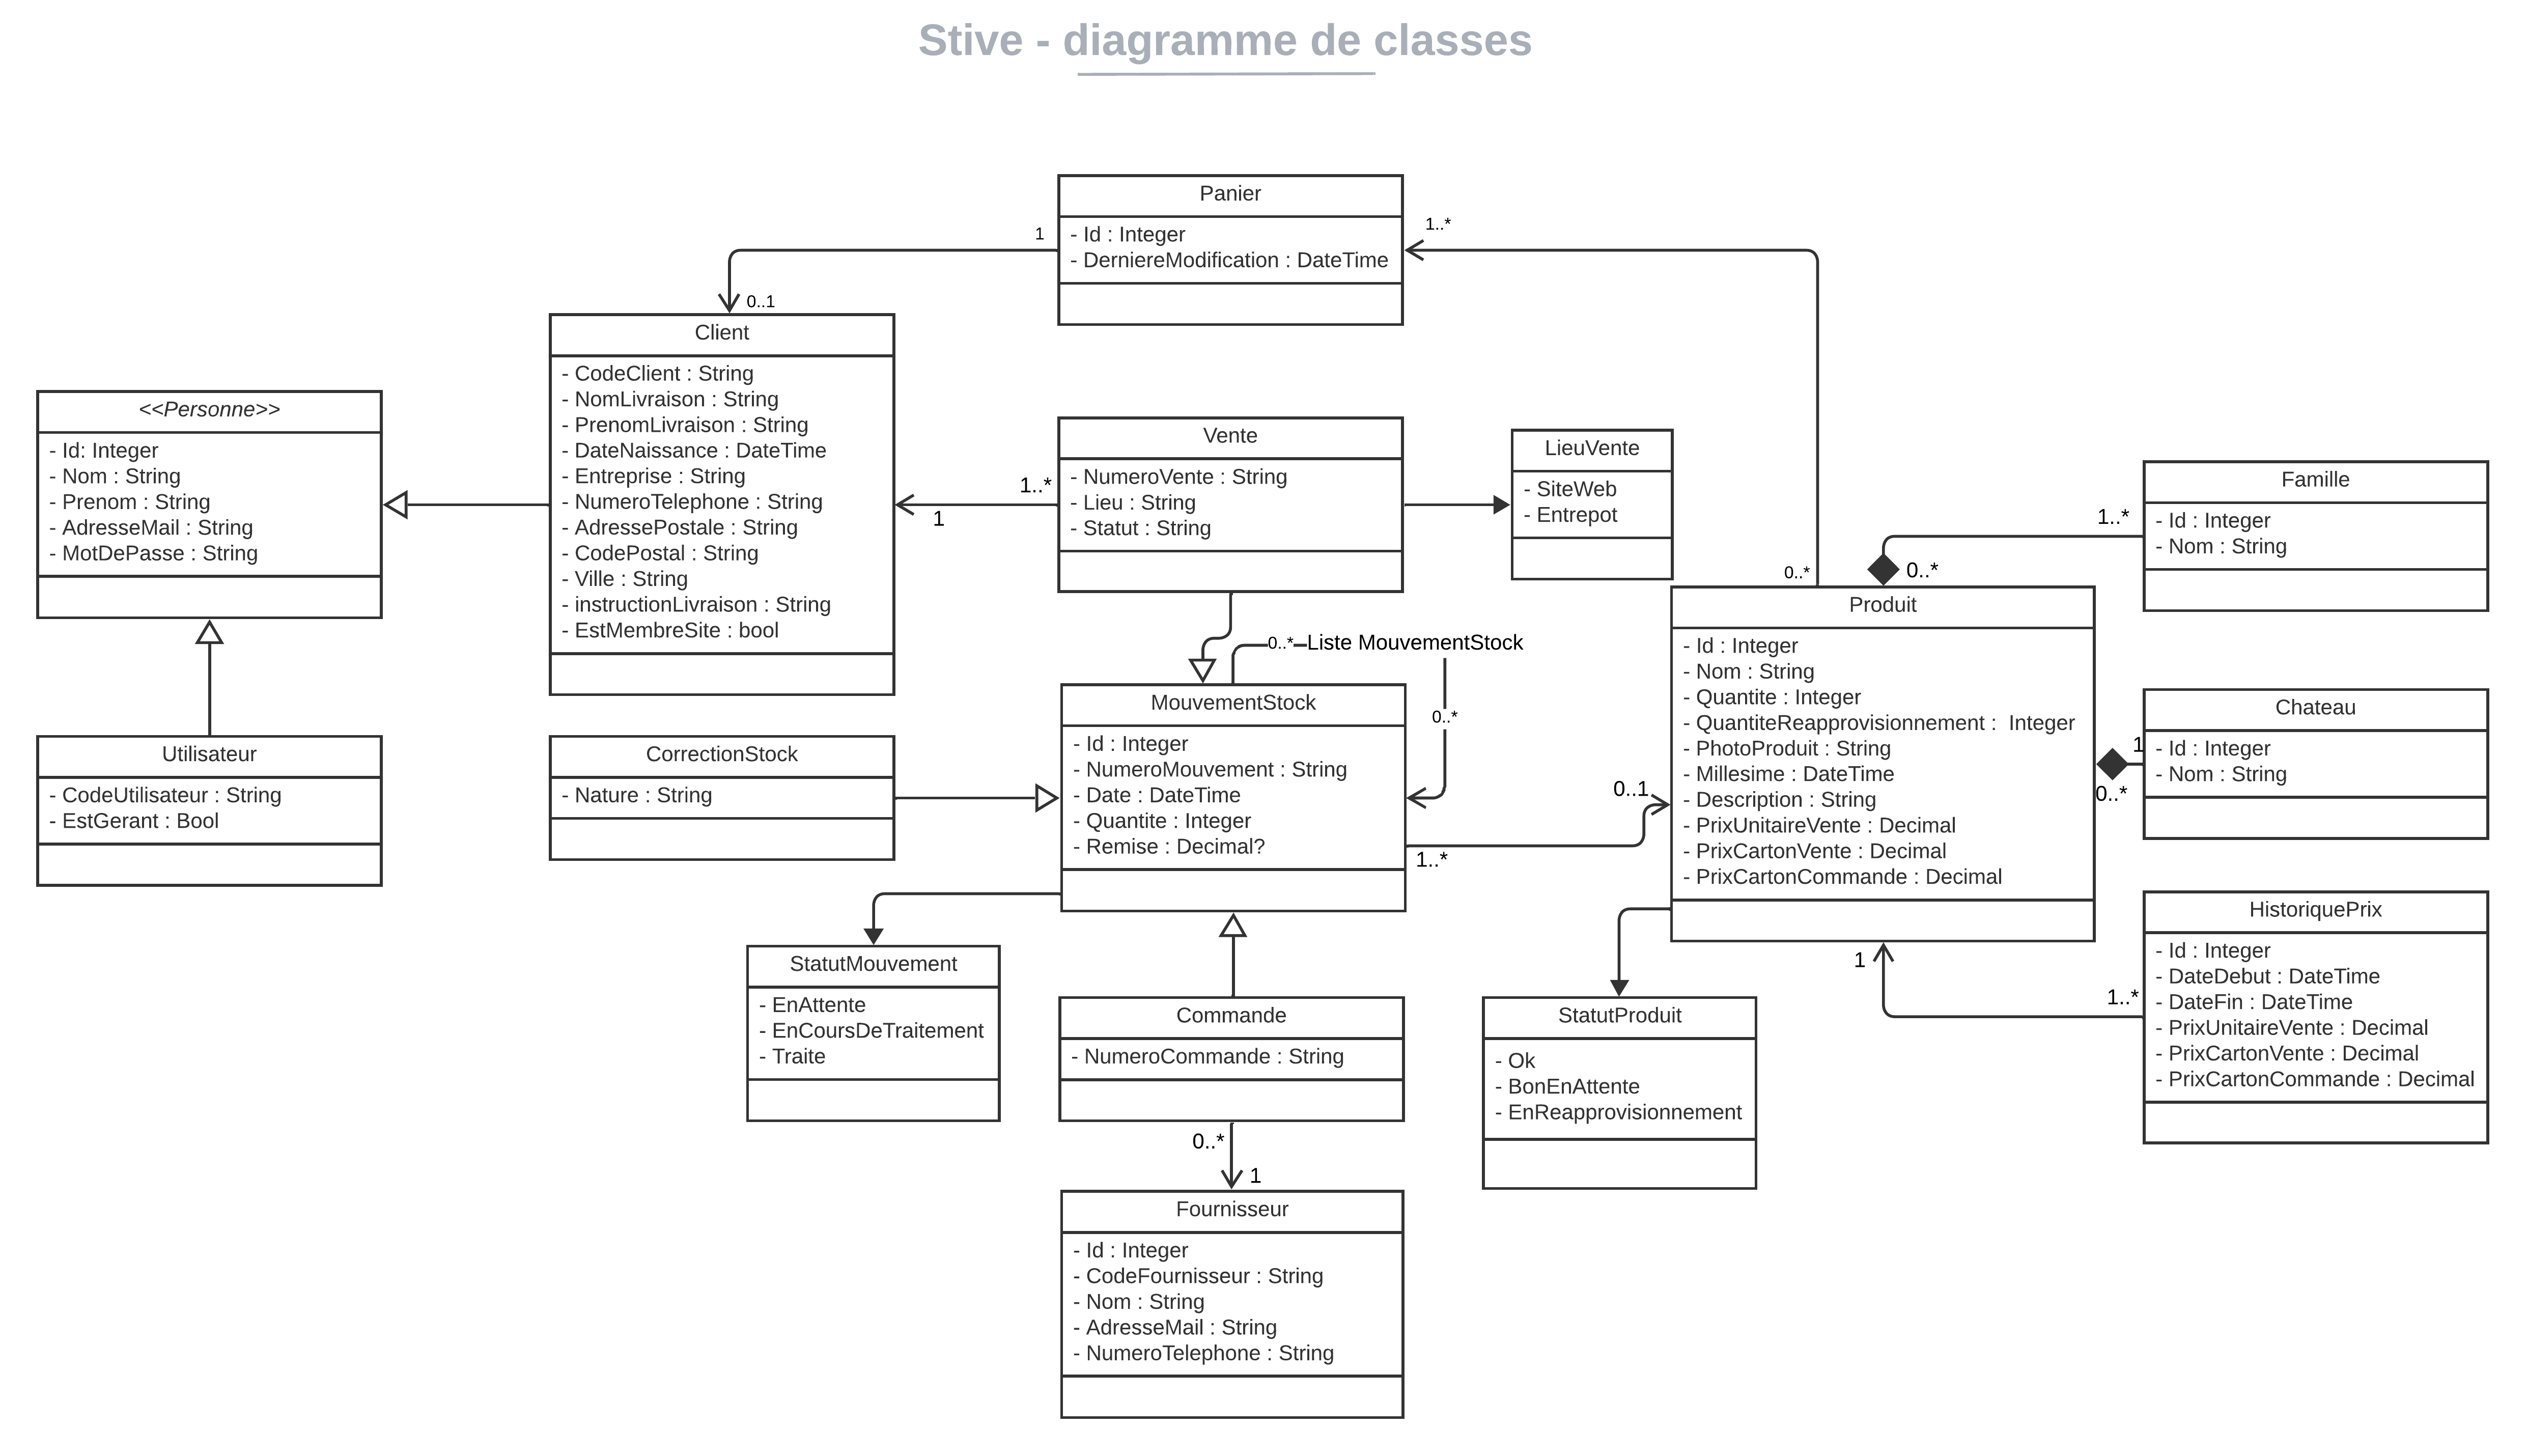 Stive - diagramme de classes
Panier
- Id : Integer
- DerniereModification : DateTime
1
1..*
0..1
Client
- CodeClient : String
- NomLivraison : String
- PrenomLivraison : String
- DateNaissance : DateTime
- Entreprise : String
- NumeroTelephone : String
- AdressePostale : String
- CodePostal : String
- Ville : String
- instructionLivraison : String
- EstMembreSite : bool
<<Personne>>
- Id: Integer
- Nom : String
- Prenom : String
- AdresseMail : String
- MotDePasse : String
Vente
- NumeroVente : String
- Lieu : String
- Statut : String
1..*
1
LieuVente
- SiteWeb
- Entrepot
Famille
- Id : Integer
- Nom : String
1..*
0..*
0..*
Produit
- Id : Integer
- Nom : String
- Quantite : Integer
- QuantiteReapprovisionnement :  Integer
- PhotoProduit : String
- Millesime : DateTime
- Description : String
- PrixUnitaireVente : Decimal
- PrixCartonVente : Decimal
- PrixCartonCommande : Decimal
0..*
Liste MouvementStock
0..*
MouvementStock
- Id : Integer
- NumeroMouvement : String
- Date : DateTime
- Quantite : Integer
- Remise : Decimal?
0..1
1..*
Chateau
- Id : Integer
- Nom : String
1
0..*
Utilisateur
- CodeUtilisateur : String
- EstGerant : Bool
CorrectionStock
- Nature : String
HistoriquePrix
- Id : Integer
- DateDebut : DateTime
- DateFin : DateTime
- PrixUnitaireVente : Decimal
- PrixCartonVente : Decimal
- PrixCartonCommande : Decimal
1
1..*
StatutMouvement
- EnAttente
- EnCoursDeTraitement
- Traite
Commande
- NumeroCommande : String
StatutProduit
- Ok
- BonEnAttente
- EnReapprovisionnement
0..*
1
Fournisseur
- Id : Integer
- CodeFournisseur : String
- Nom : String
- AdresseMail : String
- NumeroTelephone : String